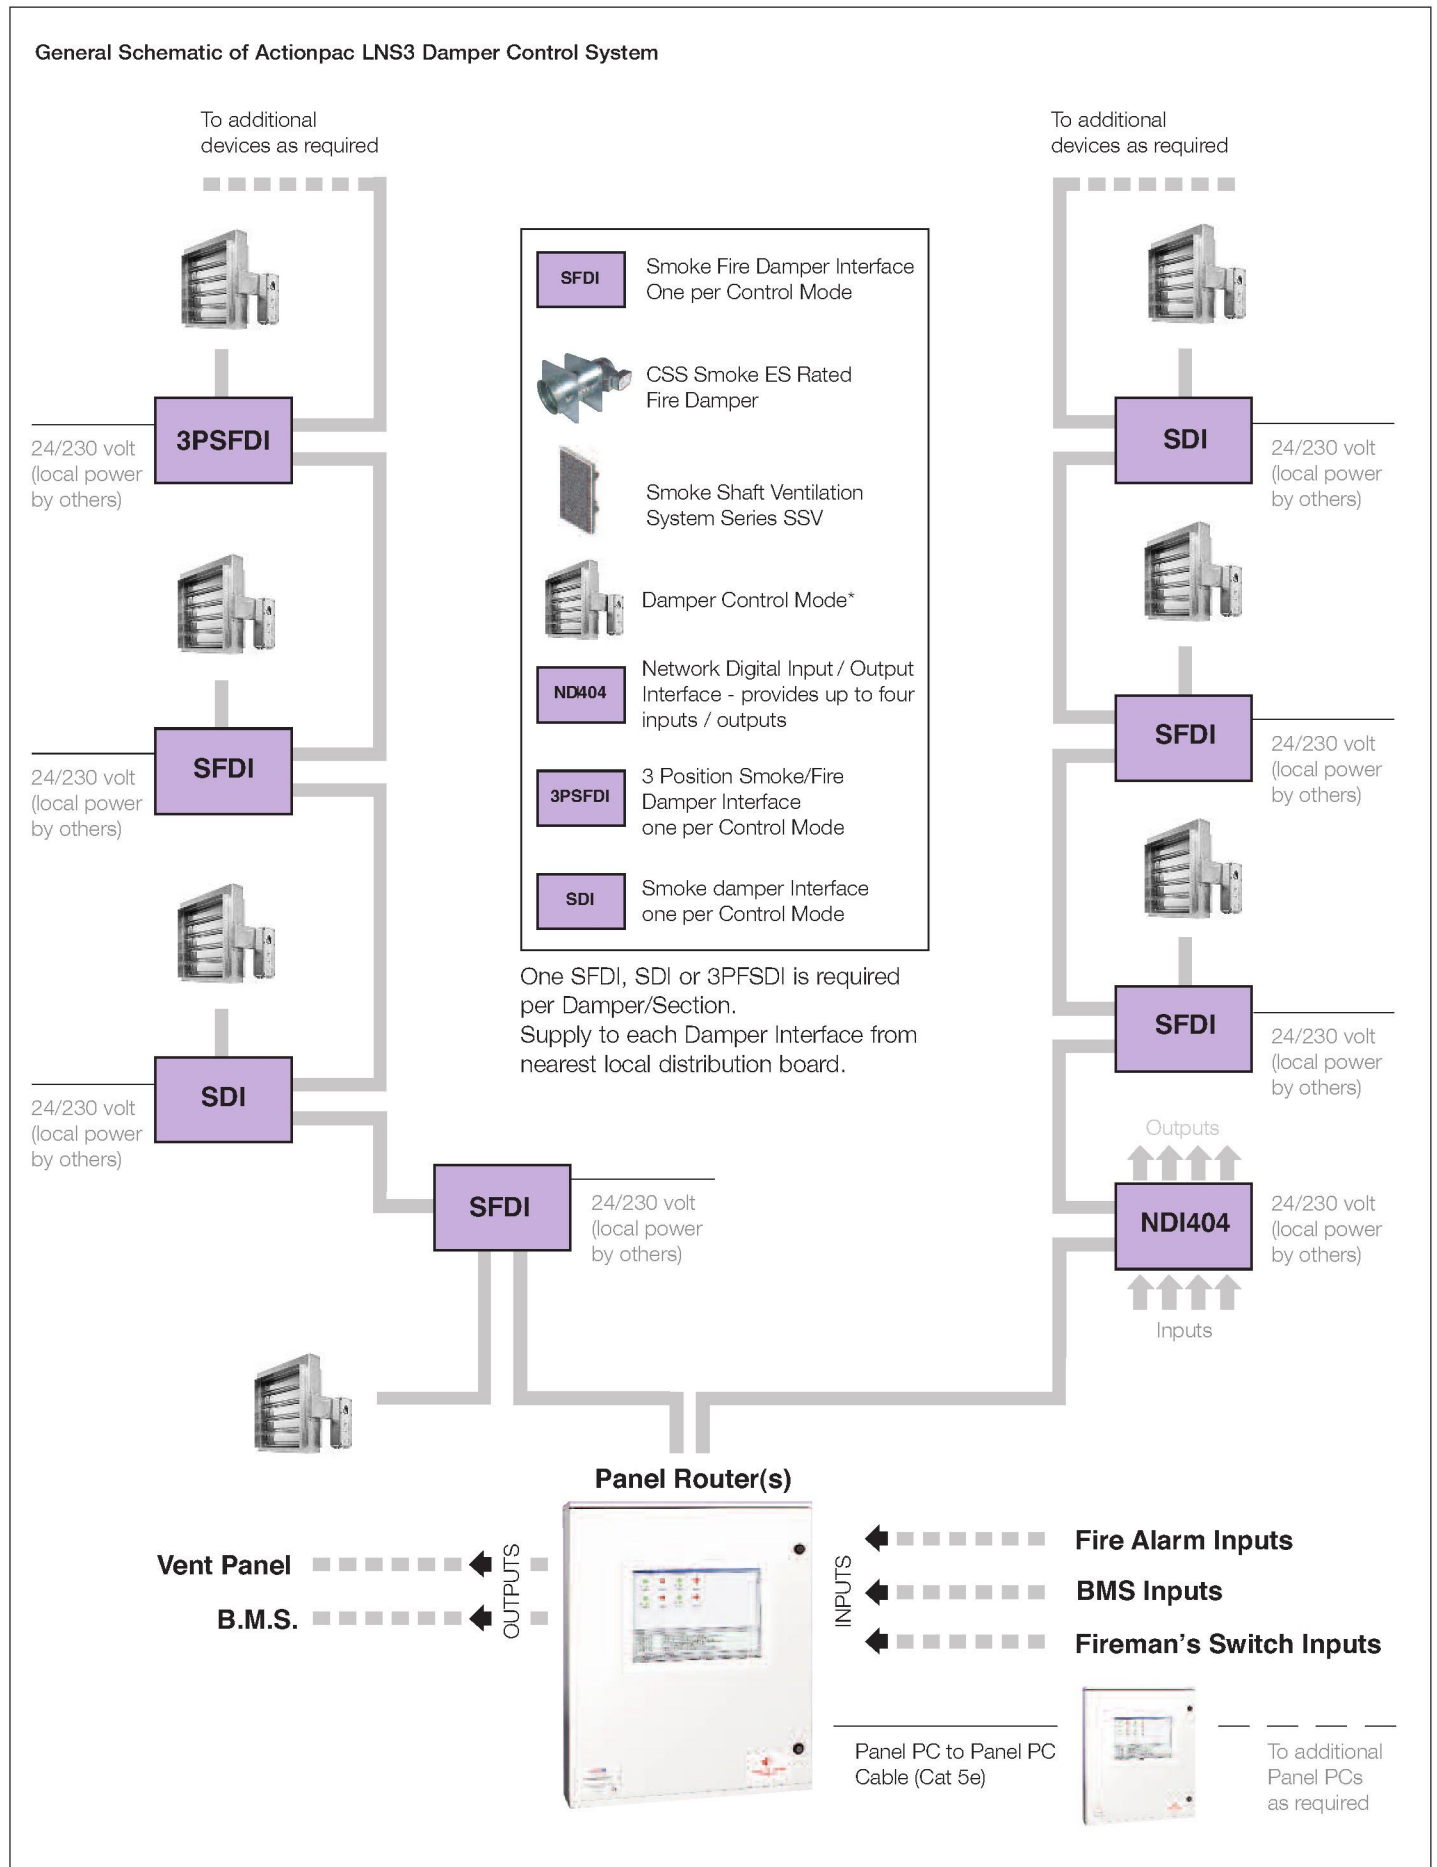 General Schematic of Actionpac LNS3 Damper Control System
To additional
devices as required
To additional
devices as required
SFDI
Smoke Fire Damper Interface
One per Control Mode
CSS Smoke ES Rated
Fire Damper
Smoke Shaft Ventilation
System Series SSV
Damper Control Mode*
NDI404
Network Digital Input / Output
Interface - provides up to four
inputs / outputs
3PSFDI
3 Position Smoke/Fire
Damper Interface
one per Control Mode
SDI
Smoke damper Interface
one per Control Mode
One SFDI, SDI or 3PFSDI is required
per Damper/Section.
Supply to each Damper Interface from
nearest local distribution board.
3PSFDI
24/230 volt
(local power
by others)
SFDI
24/230 volt
(local power
by others)
SDI
24/230 volt
(local power
by others)
SFDI
24/230 volt
(local power
by others)
SDI
24/230 volt
(local power
by others)
SFDI
24/230 volt
(local power
by others)
SFDI
24/230 volt
(local power
by others)
Outputs
NDI404
24/230 volt
(local power
by others)
Inputs
Panel Router(s)
Vent Panel
B.M.S.
OUTPUTS
INPUTS
Fire Alarm Inputs
BMS Inputs
Fireman's Switch Inputs
Panel PC to Panel PC
Cable (Cat 5e)
To additional
Panel PCs
as required